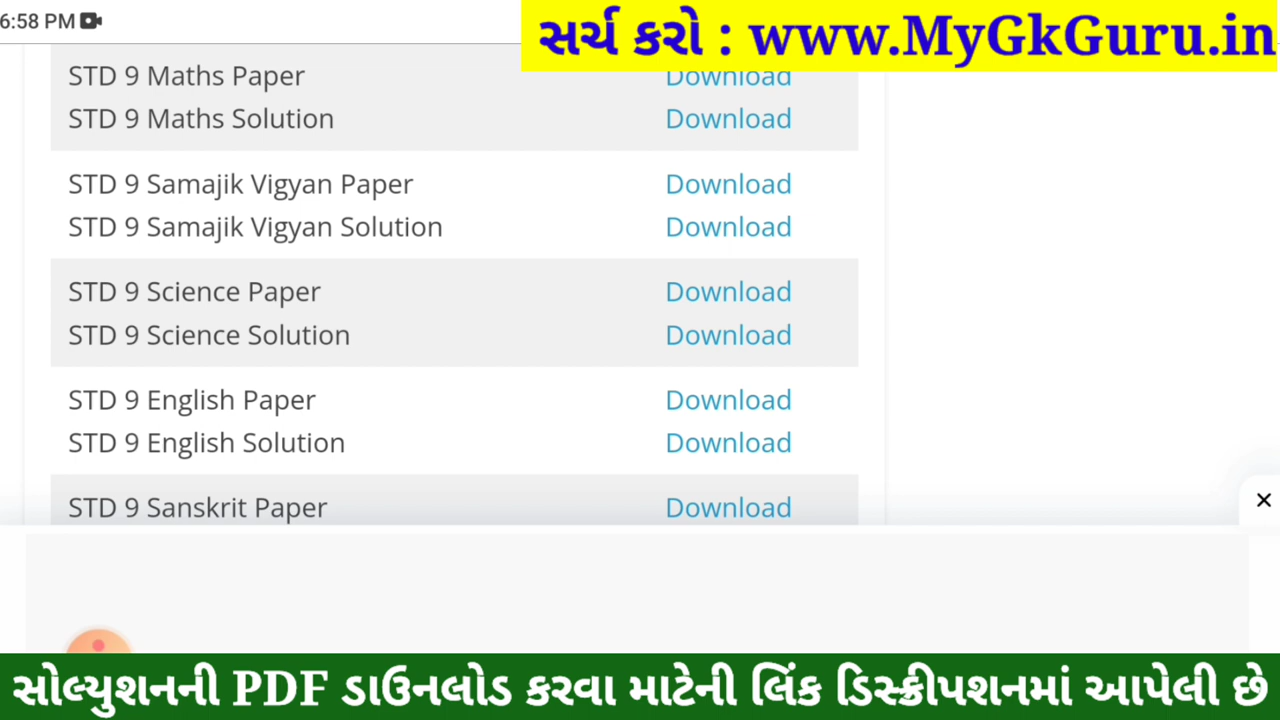 6:58 PM
સર્ચ કરો : www.MyGkGuru.in
STD 9 Maths Paper Download
STD 9 Maths Solution Download
STD 9 Samajik Vigyan Paper Download
STD 9 Samajik Vigyan Solution Download
STD 9 Science Paper Download
STD 9 Science Solution Download
STD 9 English Paper Download
STD 9 English Solution Download
STD 9 Sanskrit Paper Download
સોલ્યુશનની PDF ડાઉનલોડ કરવા માટેની લિંક ડિસ્ક્રીપશનમાં આપેલી છે